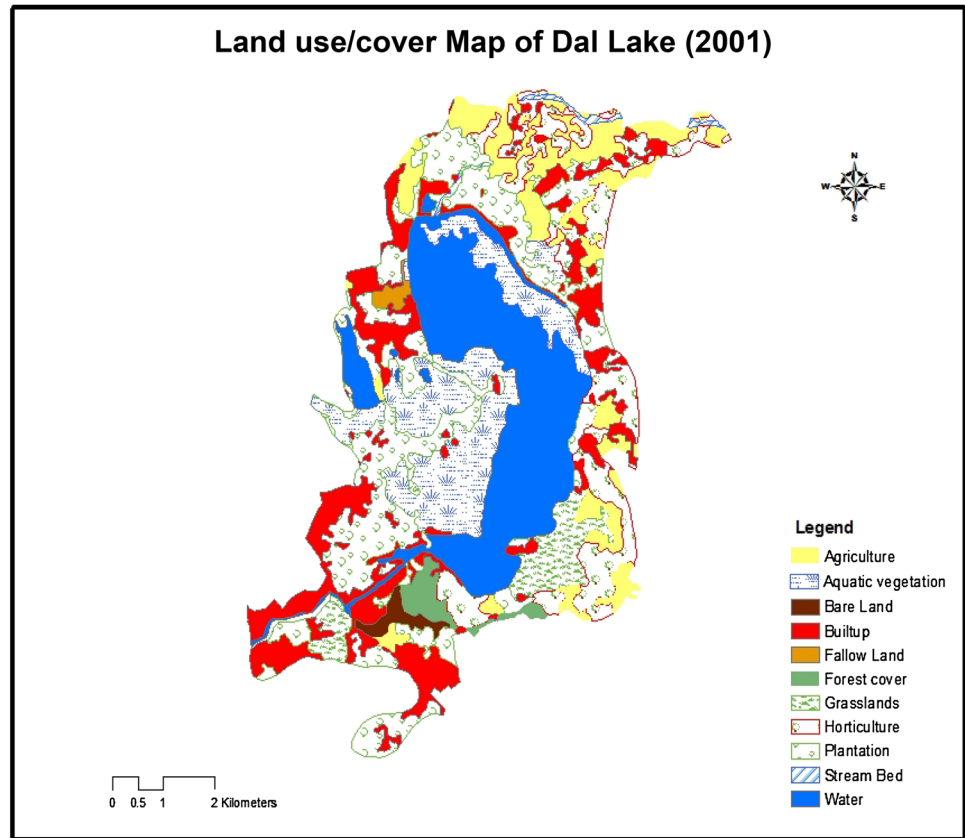 Land use/cover Map of Dal Lake (2001)
N
W E
S
Legend
Agriculture
Aquatic vegetation
Bare Land
Builtup
Fallow Land
Forest cover
Grasslands
Horticulture
Plantation
Stream Bed
Water
0 0.5 1 2 Kilometers